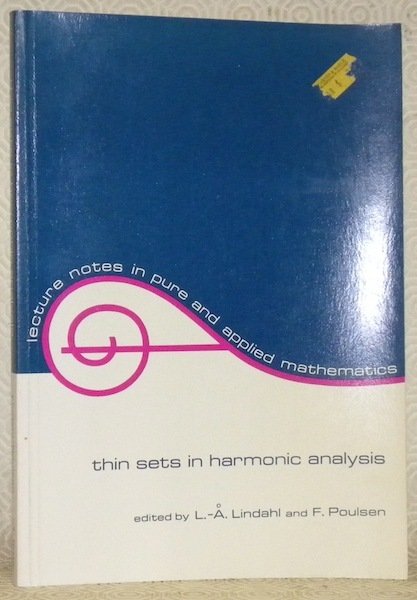 lecture notes in pure and applied mathematics
thin sets in harmonic analysis
edited by L.-Å. Lindahl and F. Poulsen